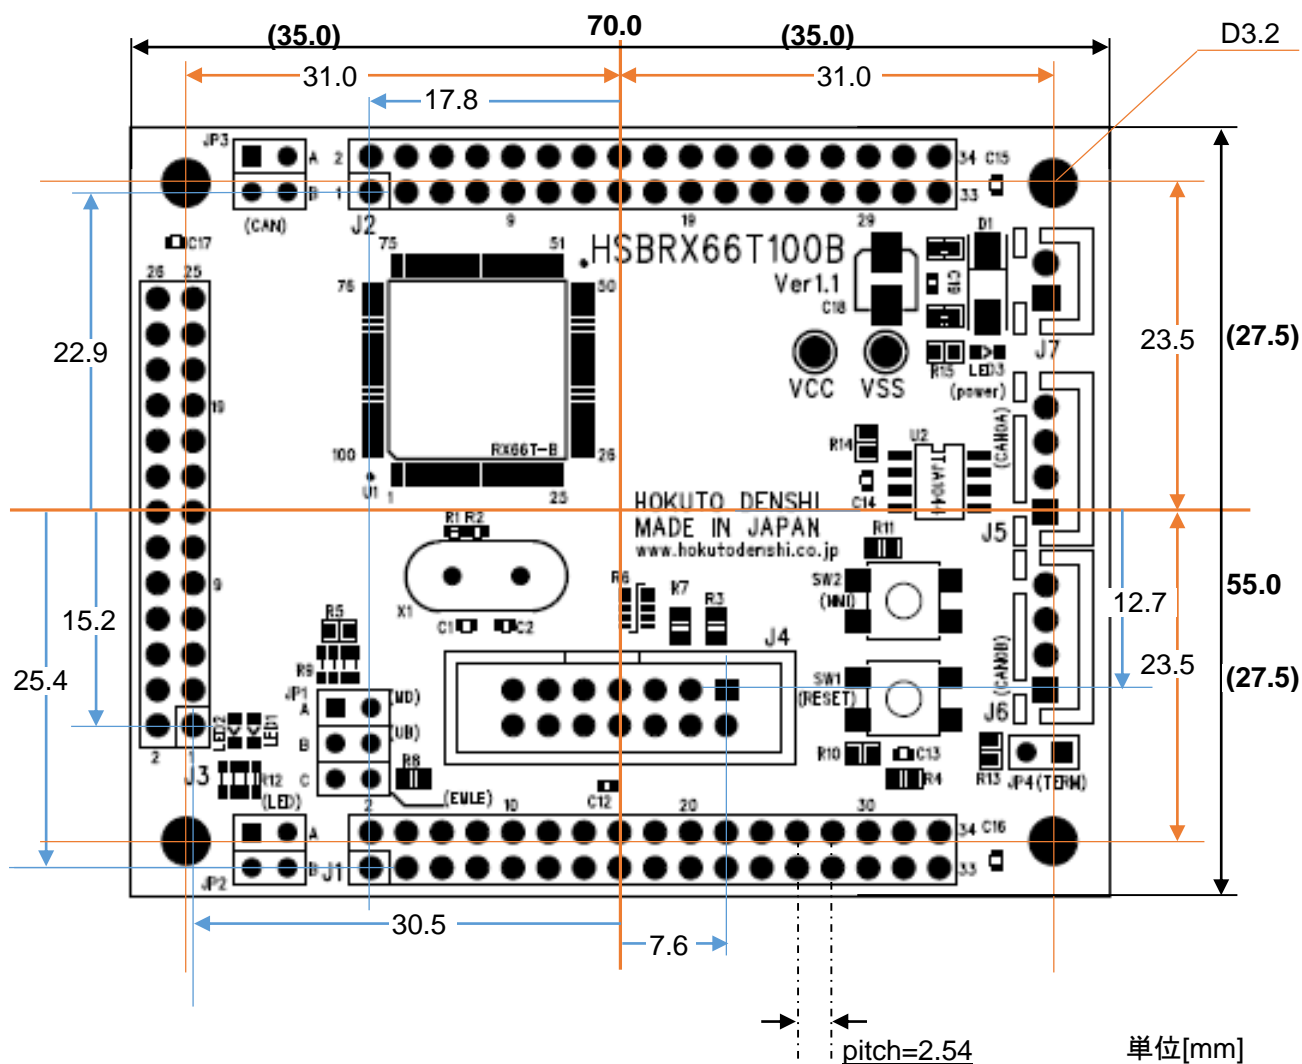 70.0
(35.0) (35.0)
D3.2
31.0 31.0
17.8
JP3 A 2 34 C15
B 1 33
(CAN) J2 9 19 29 D1
C17 75 51 HSBRX66T100B
26 25 76 50 Ver1.1 C19
C18
22.9 23.5 (27.5)
J7
VCC VSS R15 LED3
(power)
19
R14 U2 (CAN0A)
100 RX66T-B 26 TJA1044
U1 1 25 C14
HOKUTO DENSHI
MADE IN JAPAN
www.hokutodenshi.co.jp
R1 R2 R11 J5
9 X1 R6 SW2
(NMI)
55.0
12.7
15.2 R5 C1 C2 R7 R3
J4
R9
25.4 JP1 (MD) SW1
(RESET) (CAN0B) 23.5 (27.5)
A
B (UB)
J6
LED2 LED1
2 1 C R8 R10 C13 R13
J3 R12 R4 JP4(TERM)
(LED) 2 (EMLE) 10 C12 20 30
A 34 C16
JP2 B J1 33
30.5 7.6
pitch=2.54
単位[mm]